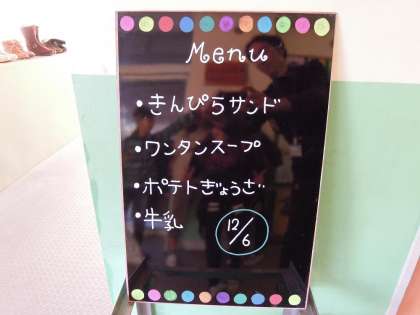 Menu
・きんぴらサンド
・ワンタンスープ
・ポテトぎょうざ
・牛乳
12/6